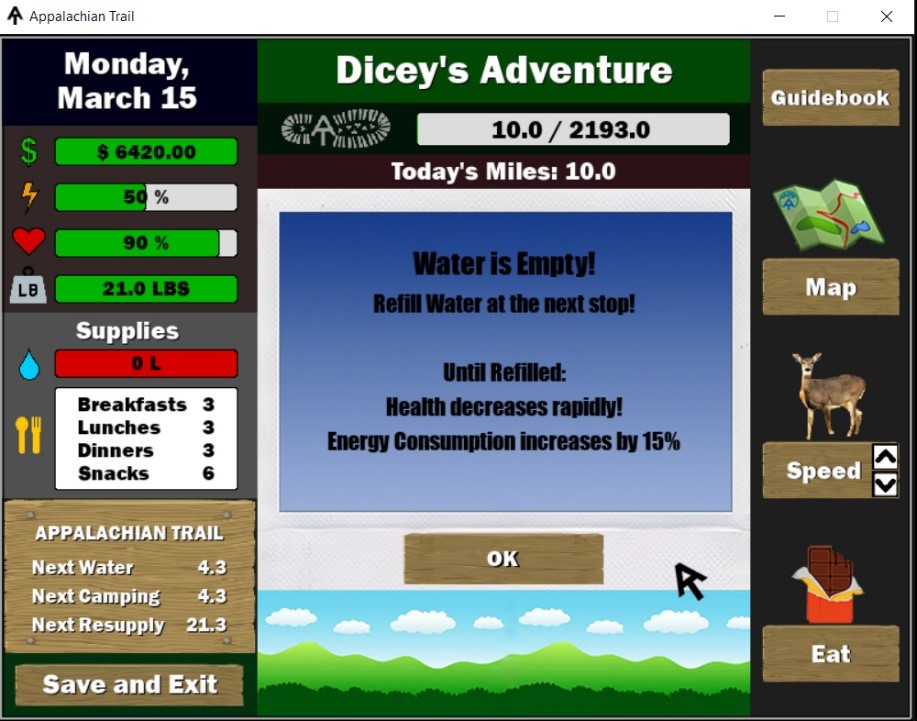 Appalachian Trail
Monday,
March 15
$ 6420.00
50 %
90 %
LB
21.0 LBS
Supplies
0 L
Breakfasts 3
Lunches 3
Dinners 3
Snacks 6
APPALACHIAN TRAIL
Next Water 4.3
Next Camping 4.3
Next Resupply 21.3
Save and Exit
Dicey's Adventure
10.0 / 2193.0
Today's Miles: 10.0
Water is Empty!
Refill Water at the next stop!
Until Refilled:
Health decreases rapidly!
Energy Consumption increases by 15%
OK
Guidebook
Map
Speed
Eat